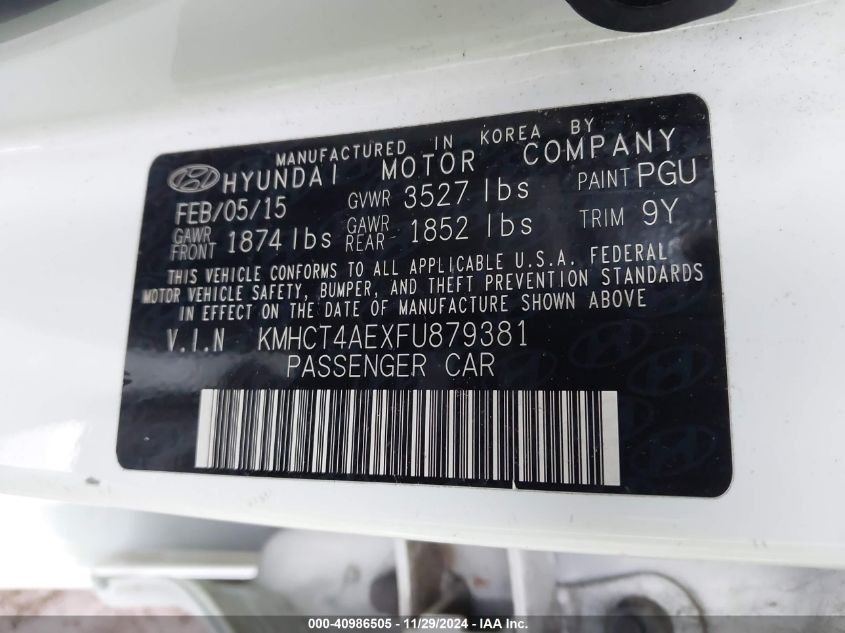 MANUFACTURED IN KOREA BY
HYUNDAI MOTOR COMPANY
FEB/05/15 GVWR 3527 lbs PAINT PGU
GAWR FRONT 1874 lbs GAWR REAR 1852 lbs TRIM 9Y
THIS VEHICLE CONFORMS TO ALL APPLICABLE U.S.A. FEDERAL
MOTOR VEHICLE SAFETY, BUMPER, AND THEFT PREVENTION STANDARDS
IN EFFECT ON THE DATE OF MANUFACTURE SHOWN ABOVE
V.I.N KMHCT4AEXFU879381
PASSENGER CAR
000-40986505 - 11/29/2024 - IAA Inc.